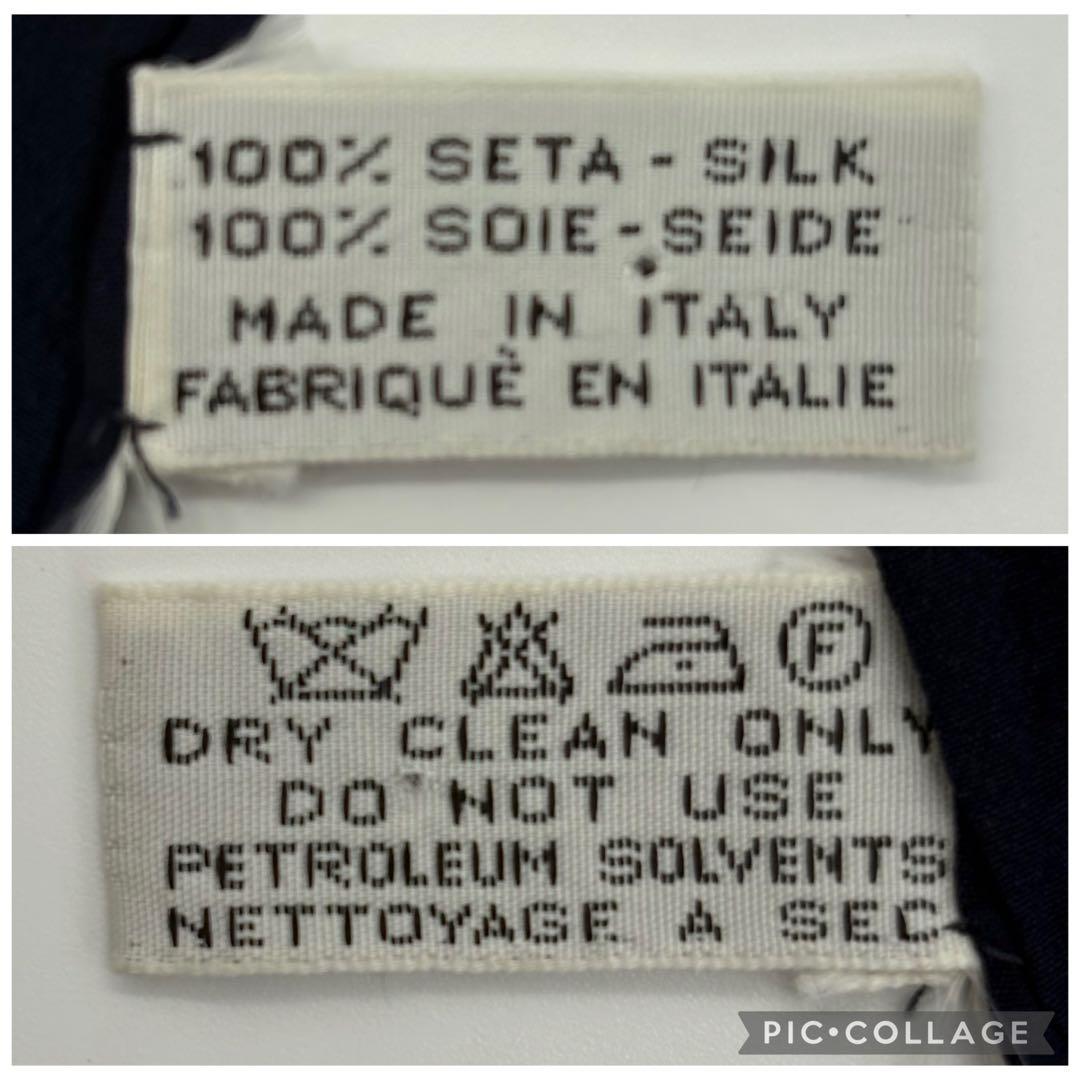 100% SETA - SILK
100% SOIE - SEIDE
MADE IN ITALY
FABRIQUÈ EN ITALIE
F
DRY CLEAN ONLY
DO NOT USE
PETROLEUM SOLVENTS
NETTOYAGE A SEC
PIC•COLLAGE